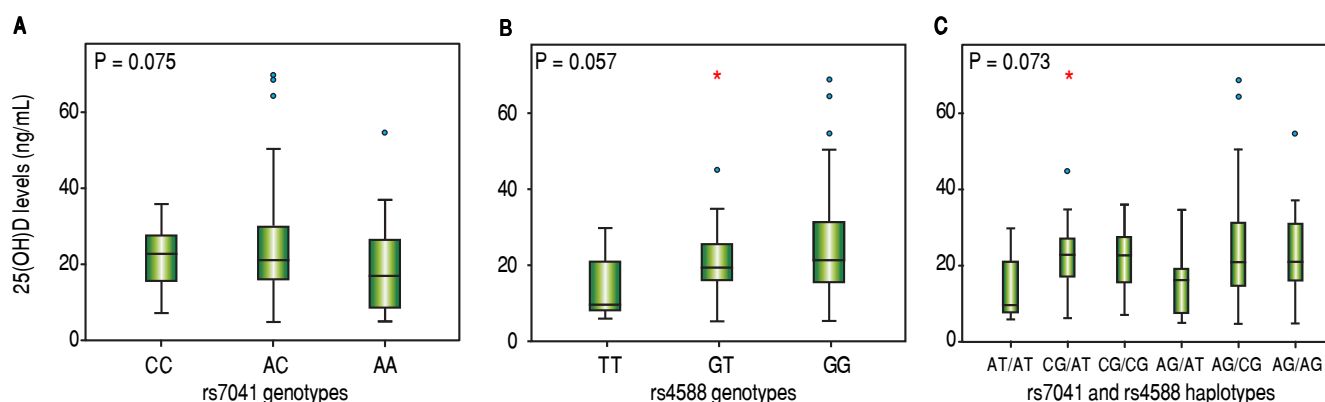 A
P = 0.075
25(OH)D levels (ng/mL)
60
40
20
0
CC AC AA
rs7041 genotypes
B
P = 0.057
60
40
20
0
TT GT GG
rs4588 genotypes
C
P = 0.073
60
40
20
0
AT/AT CG/AT CG/CG AG/AT AG/CG AG/AG
rs7041 and rs4588 haplotypes